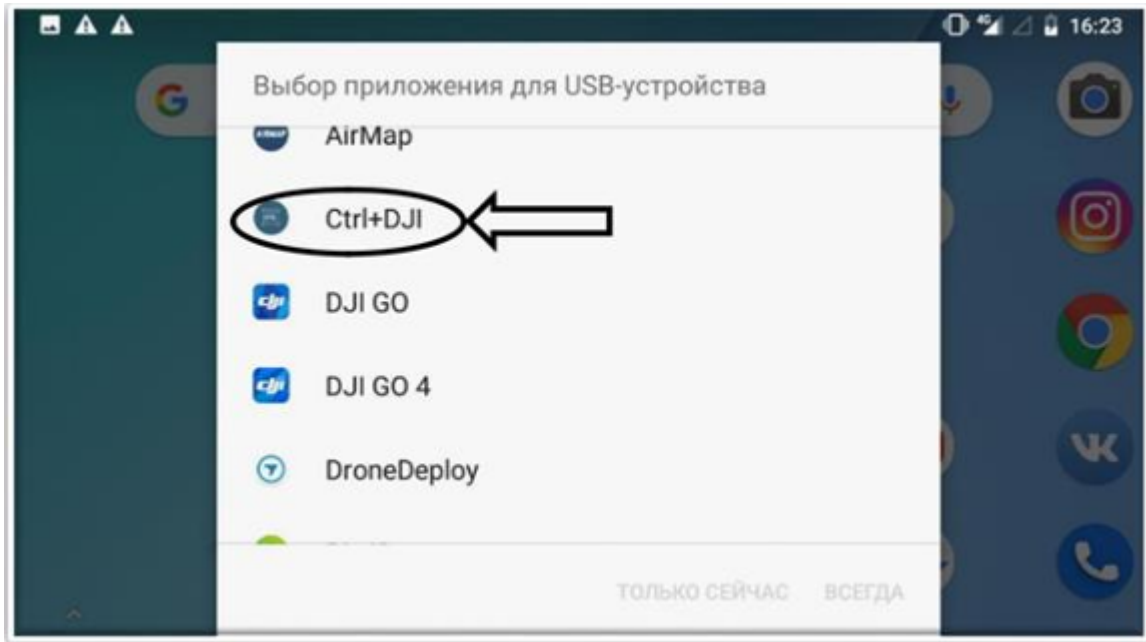 4G 16:23
Выбор приложения для USB-устройства
AirMap
Ctrl+DJI
DJI GO
DJI GO 4
DroneDeploy
ТОЛЬКО СЕЙЧАС ВСЕГДА